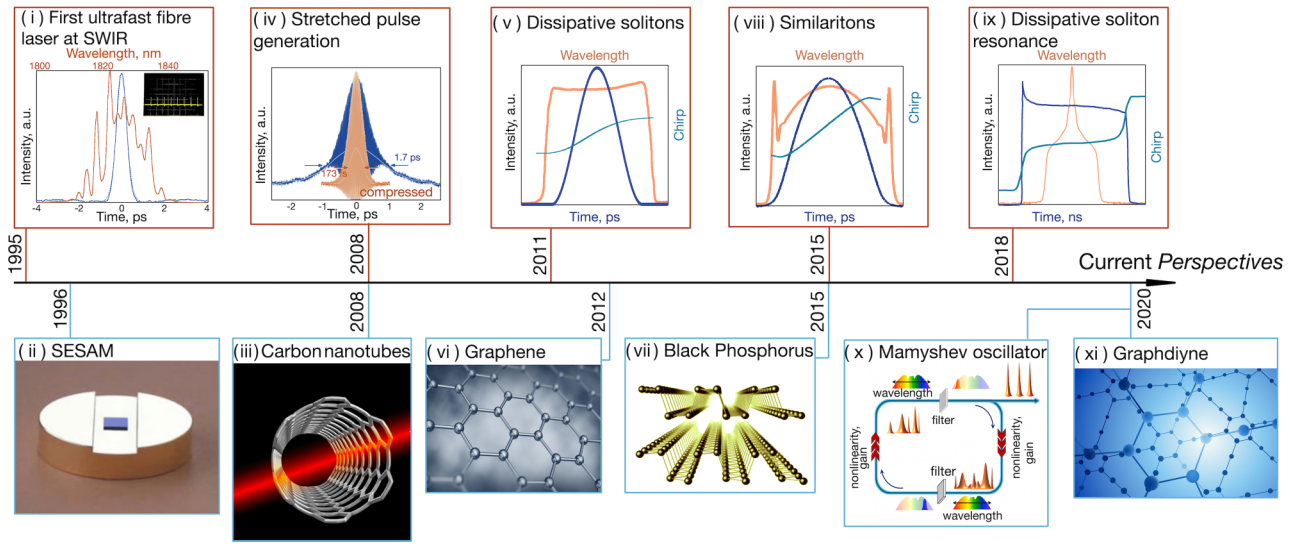 ( i ) First ultrafast fibre
laser at SWIR
Wavelength, nm
1800 1820 1840
Intensity, a.u.
-4 -2 0 2 4
Time, ps
( iv ) Stretched pulse
generation
Intensity, a.u.
1.7 ps
173 fs
compressed
-2 -1 0 1 2
Time, ps
( v ) Dissipative solitons
Wavelength
Intensity, a.u.
Chirp
Time, ps
( viii ) Similaritons
Wavelength
Intensity, a.u.
Chirp
Time, ps
( ix ) Dissipative soliton
resonance
Wavelength
Intensity, a.u.
Chirp
Time, ns
1995
2008
2011
2015
2018
Current Perspectives
1996
2008
2012
2015
2020
( ii ) SESAM
(iii) Carbon nanotubes
( vi ) Graphene
(vii) Black Phosphorus
( x ) Mamyshev oscillator
wavelength
filter
nonlinearity,
gain
nonlinearity,
gain
filter
wavelength
( xi ) Graphdiyne